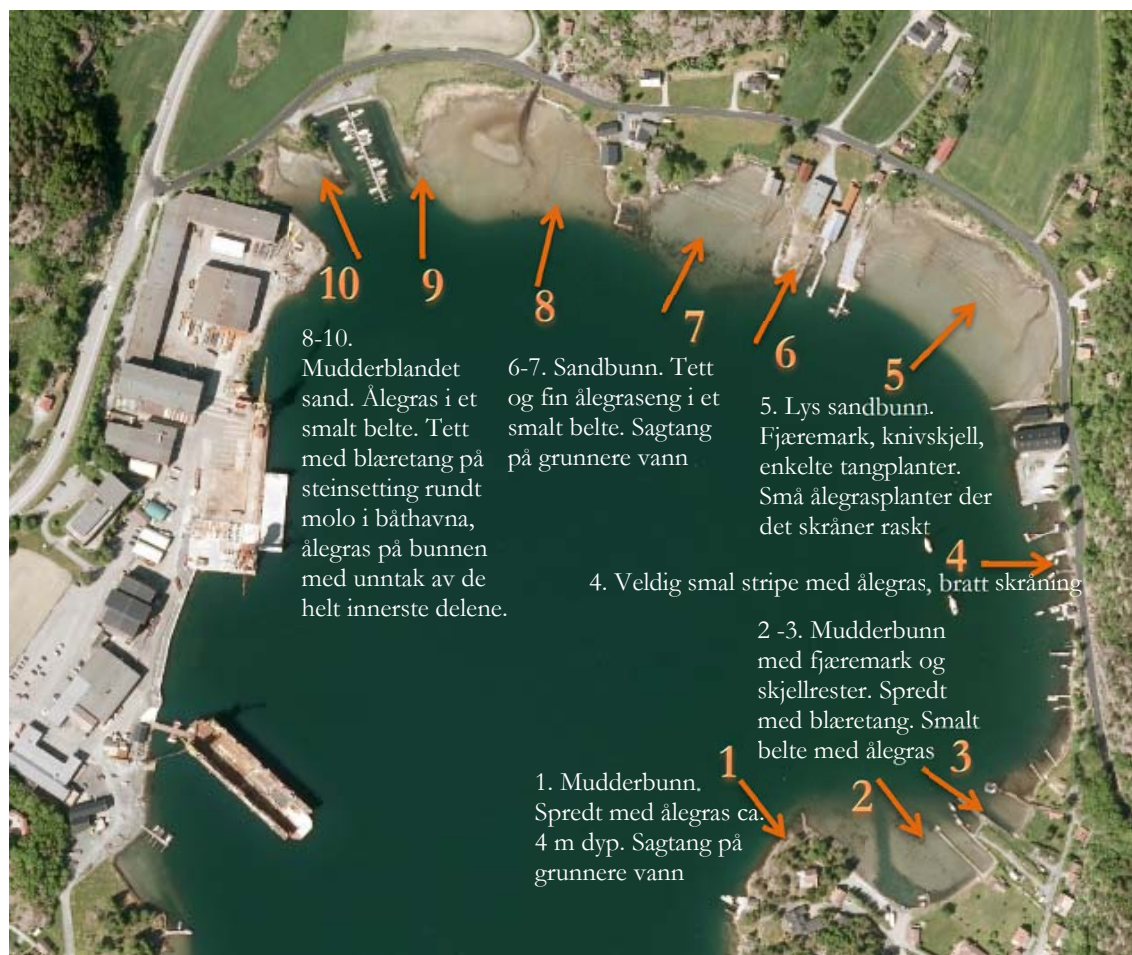 10
9
8
7
6
5
8-10.
Mudderblandet
sand. Ålegras i et
smalt belte. Tett
med blæretang på
steinsetting rundt
molo i båthavna,
ålegras på bunnen
med unntak av de
helt innerste delene.
6-7. Sandbunn. Tett
og fin ålegraseng i et
smalt belte. Sagtang
på grunnere vann
5. Lys sandbunn.
Fjæremark, knivskjell,
enkelte tangplanter.
Små ålegrasplanter der
det skråner raskt
4
4. Veldig smal stripe med ålegras, bratt skråning
2 -3. Mudderbunn
med fjæremark og
skjellrester. Spredt
med blæretang. Smalt
belte med ålegras
3
2
1
1. Mudderbunn.
Spredt med ålegras ca.
4 m dyp. Sagtang på
grunnere vann